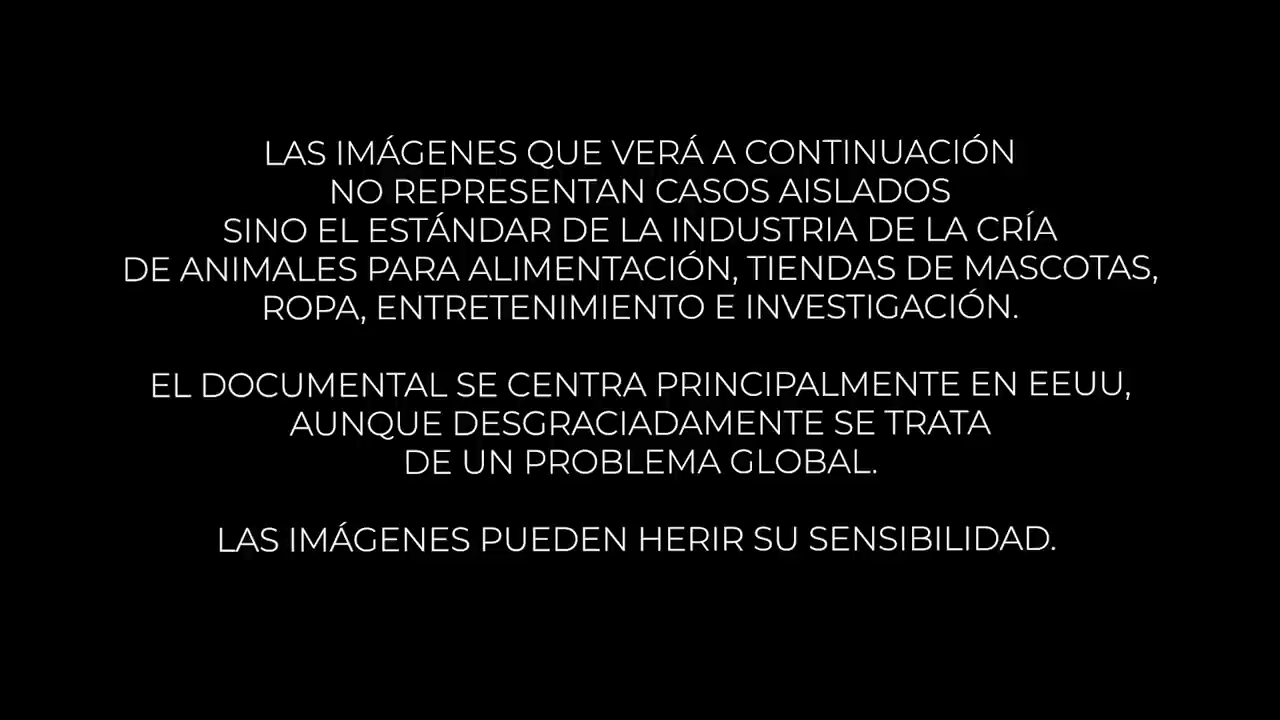 LAS IMÁGENES QUE VERÁ A CONTINUACIÓN
NO REPRESENTAN CASOS AISLADOS
SINO EL ESTÁNDAR DE LA INDUSTRIA DE LA CRÍA
DE ANIMALES PARA ALIMENTACIÓN, TIENDAS DE MASCOTAS,
ROPA, ENTRETENIMIENTO E INVESTIGACIÓN.
EL DOCUMENTAL SE CENTRA PRINCIPALMENTE EN EEUU,
AUNQUE DESGRACIADAMENTE SE TRATA
DE UN PROBLEMA GLOBAL.
LAS IMÁGENES PUEDEN HERIR SU SENSIBILIDAD.